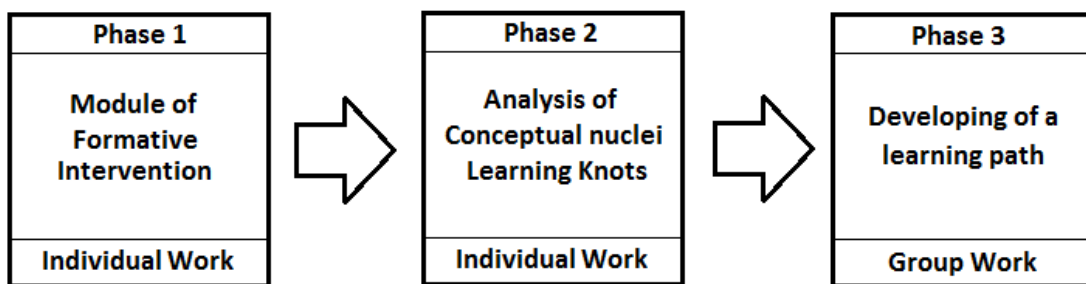 Phase 1
Module of
Formative
Intervention
Individual Work
Phase 2
Analysis of
Conceptual nuclei
Learning Knots
Individual Work
Phase 3
Developing of a
learning path
Group Work